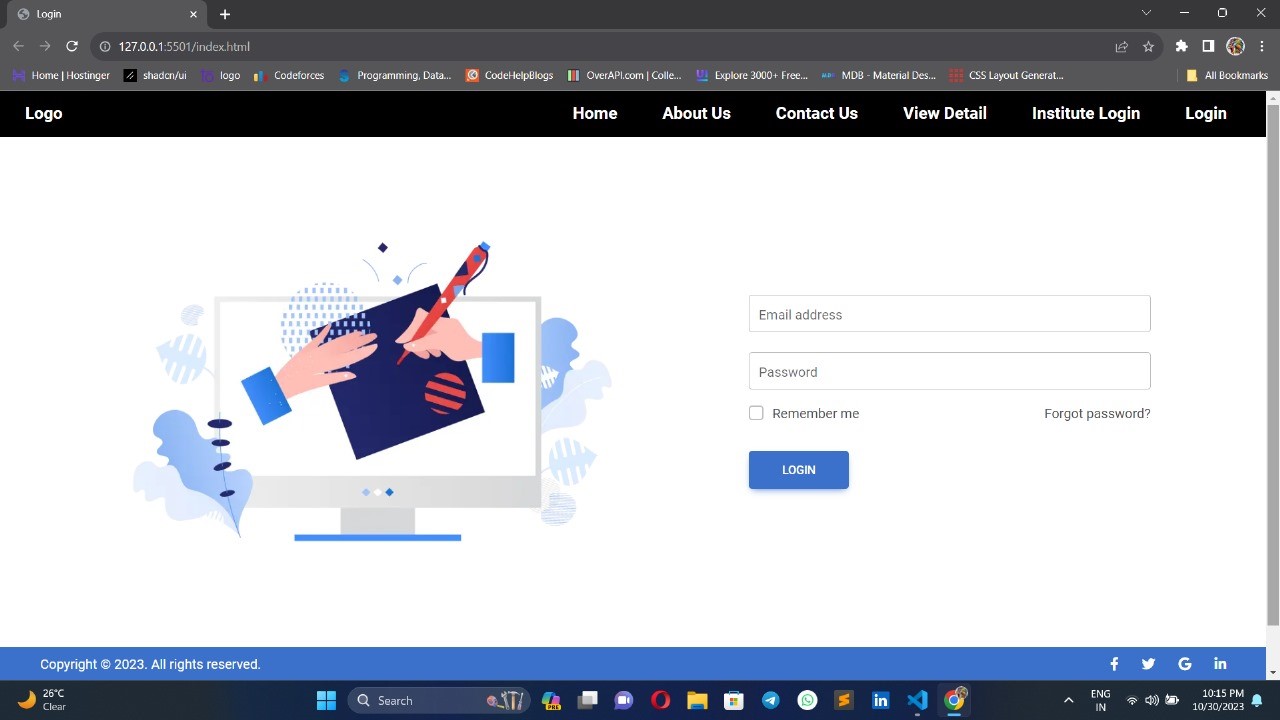 Login
127.0.0.1:5501/index.html
Home | Hostinger shadcn/ui logo Codeforces Programming, Data... CodeHelpBlogs OverAPI.com | Colle... Explore 3000+ Free... MDB - Material Des... CSS Layout Generat... All Bookmarks
Logo Home About Us Contact Us View Detail Institute Login Login
Email address
Password
Remember me Forgot password?
LOGIN
Copyright © 2023. All rights reserved.
26°C
Clear
Search
ENG
IN
10:15 PM
10/30/2023